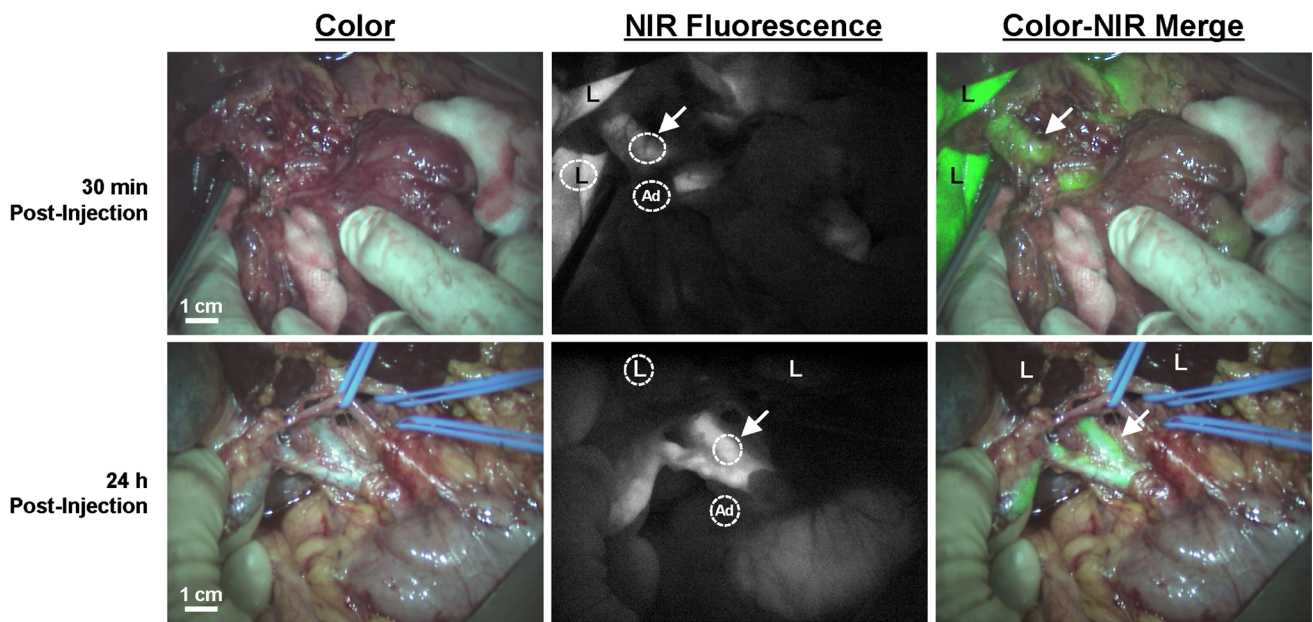 Color
NIR Fluorescence
Color-NIR Merge
30 min
Post-Injection
1 cm
L
L
Ad
L
L
24 h
Post-Injection
1 cm
L
L
Ad
L
L